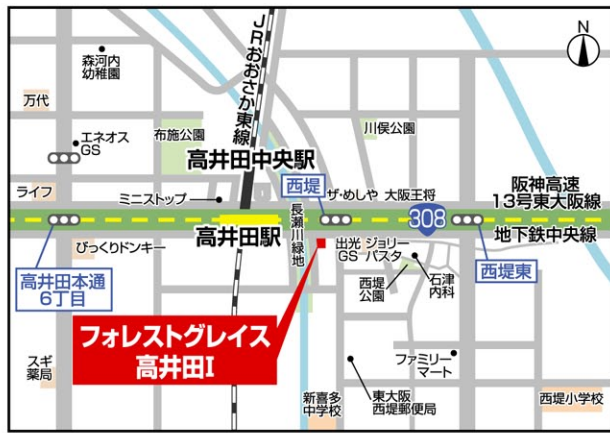 森河内
幼稚園
JRおおさか東線
N
万代
エネオス
GS
布施公園
川俣公園
高井田中央駅
ライフ
ミニストップ
西堤
ザ・めしや 大阪王将
阪神高速
13号東大阪線
308
高井田駅
長瀬川緑地
地下鉄中央線
びっくりドンキー
出光
GS
ジョリー
パスタ
西堤東
高井田本通
6丁目
西堤
公園
石津
内科
フォレストグレイス
高井田I
スギ
薬局
ファミリー
マート
東大阪
西堤郵便局
新喜多
中学校
西堤小学校